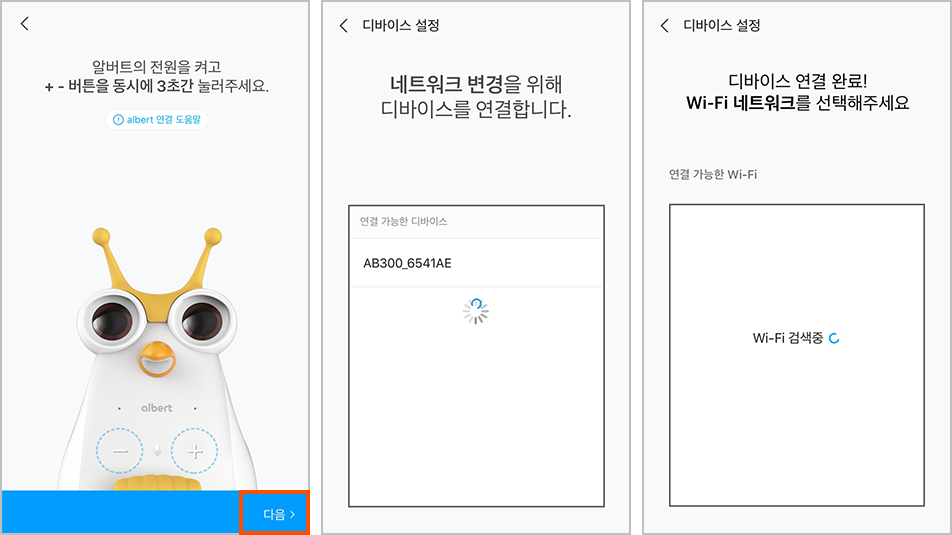 알버트의 전원을 켜고
+ - 버튼을 동시에 3초간 눌러주세요.
albert 연결 도움말
albert
다음 >
디바이스 설정
네트워크 변경을 위해
디바이스를 연결합니다.
연결 가능한 디바이스
AB300_6541AE
디바이스 설정
디바이스 연결 완료!
Wi-Fi 네트워크를 선택해주세요
연결 가능한 Wi-Fi
Wi-Fi 검색중